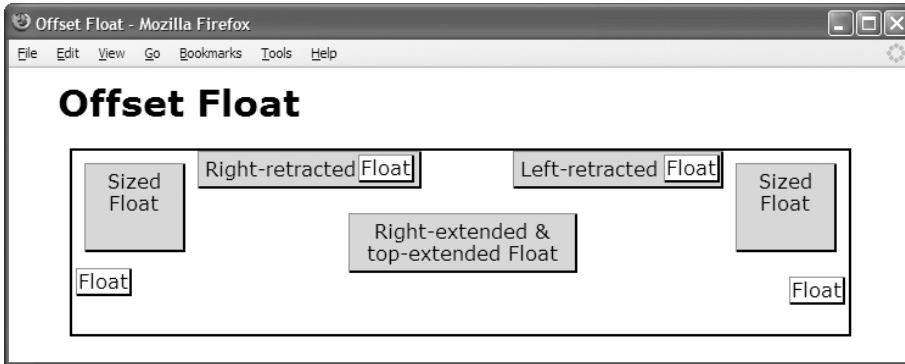 Offset Float - Mozilla Firefox
File Edit View Go Bookmarks Tools Help
Offset Float
Sized
Float
Right-retracted Float
Left-retracted Float
Sized
Float
Right-extended &
top-extended Float
Float
Float